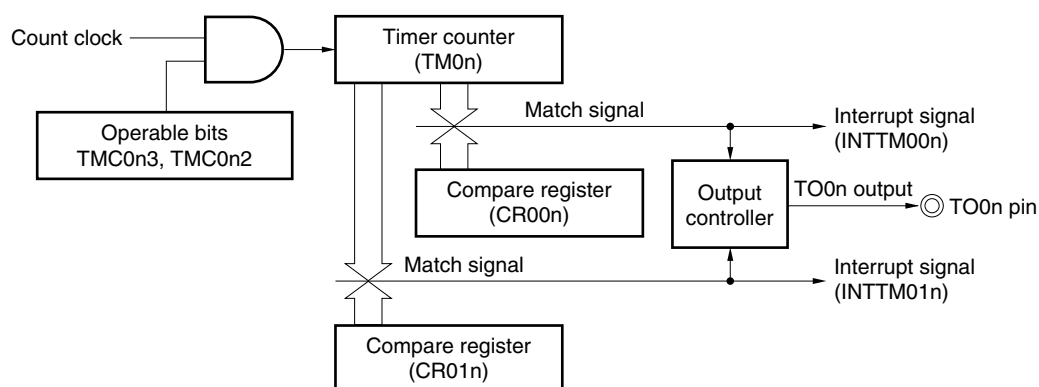 Count clock
Timer counter
(TM0n)
Operable bits
TMC0n3, TMC0n2
Match signal
Interrupt signal
(INTTM00n)
Compare register
(CR00n)
Output
controller
TO0n output
TO0n pin
Match signal
Interrupt signal
(INTTM01n)
Compare register
(CR01n)